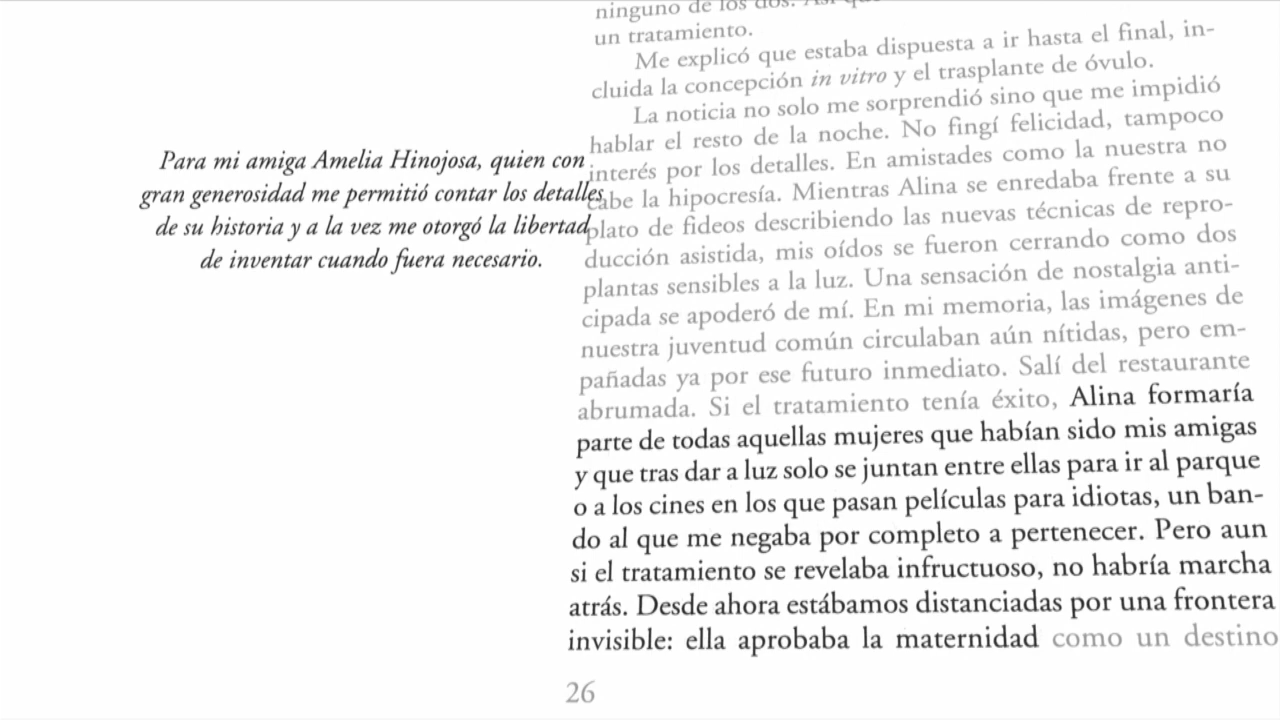 Para mi amiga Amelia Hinojosa, quien con
gran generosidad me permitió contar los detalles
de su historia y a la vez me otorgó la libertad
de inventar cuando fuera necesario.
ninguno de los dos. Así que
un tratamiento.
Me explicó que estaba dispuesta a ir hasta el final, in-
cluida la concepción in vitro y el trasplante de óvulo.
La noticia no solo me sorprendió sino que me impidió
hablar el resto de la noche. No fingí felicidad, tampoco
interés por los detalles. En amistades como la nuestra no
cabe la hipocresía. Mientras Alina se enredaba frente a su
plato de fideos describiendo las nuevas técnicas de repro-
ducción asistida, mis oídos se fueron cerrando como dos
plantas sensibles a la luz. Una sensación de nostalgia anti-
cipada se apoderó de mí. En mi memoria, las imágenes de
nuestra juventud común circulaban aún nítidas, pero em-
pañadas ya por ese futuro inmediato. Salí del restaurante
abrumada. Si el tratamiento tenía éxito, Alina formaría
parte de todas aquellas mujeres que habían sido mis amigas
y que tras dar a luz solo se juntan entre ellas para ir al parque
o a los cines en los que pasan películas para idiotas, un ban-
do al que me negaba por completo a pertenecer. Pero aun
si el tratamiento se revelaba infructuoso, no habría marcha
atrás. Desde ahora estábamos distanciadas por una frontera
invisible: ella aprobaba la maternidad como un destino
26